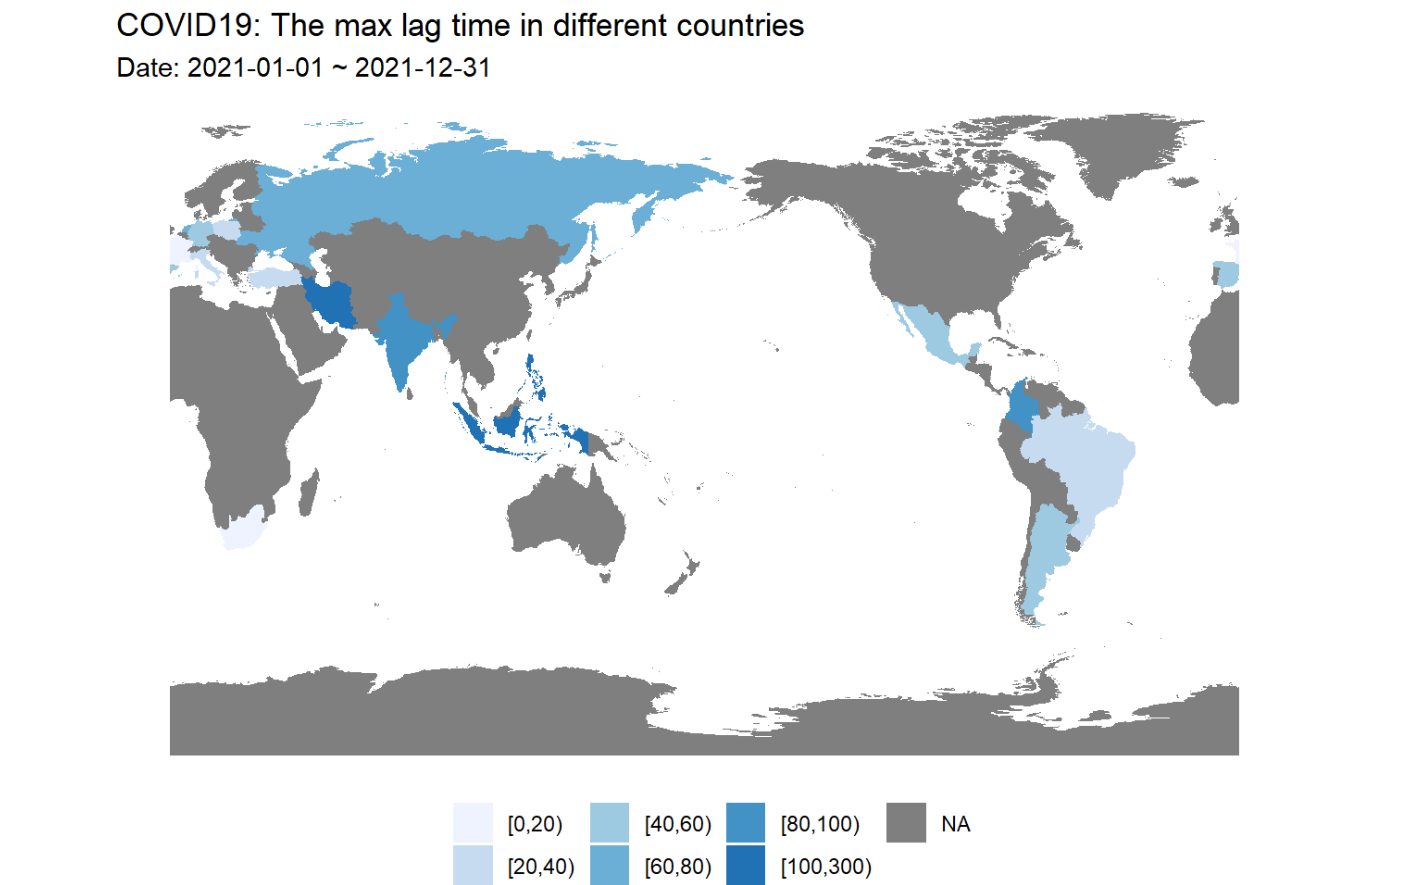 COVID19: The max lag time in different countries
Date: 2021-01-01 ~ 2021-12-31
[0,20) [40,60) [80,100) NA
[20,40) [60,80) [100,300)